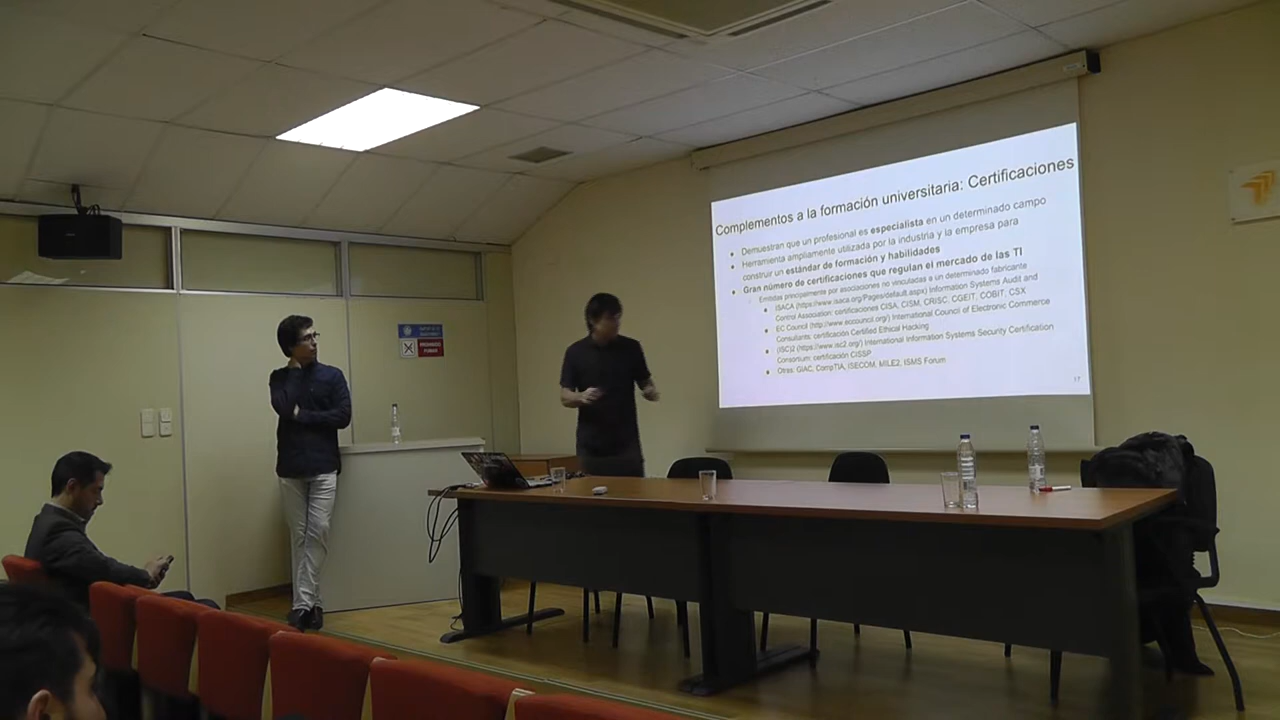 Complementos a la formación universitaria: Certificaciones
Demuestran que un profesional es especialista en un determinado campo
Herramienta ampliamente utilizada por la industria y la empresa para
construir un estándar de formación y habilidades
Gran número de certificaciones que regulan el mercado de las TI
Emitidas principalmente por asociaciones no vinculadas a un determinado fabricante
ISACA (https://www.isaca.org/Pages/default.aspx) Information Systems Audit and
Control Association: certificaciones CISA, CISM, CRISC, CGEIT, COBIT, CSX
EC Council (http://www.eccouncil.org/) International Council of Electronic Commerce
Consultants: certificación Certified Ethical Hacking
(ISC)2 (https://www.isc2.org/) International Information Systems Security Certification
Consortium: certificación CISSP
Otras: GIAC, CompTIA, ISECOM, MILE2, ISMS Forum
17
PROHIBIDO
FUMAR